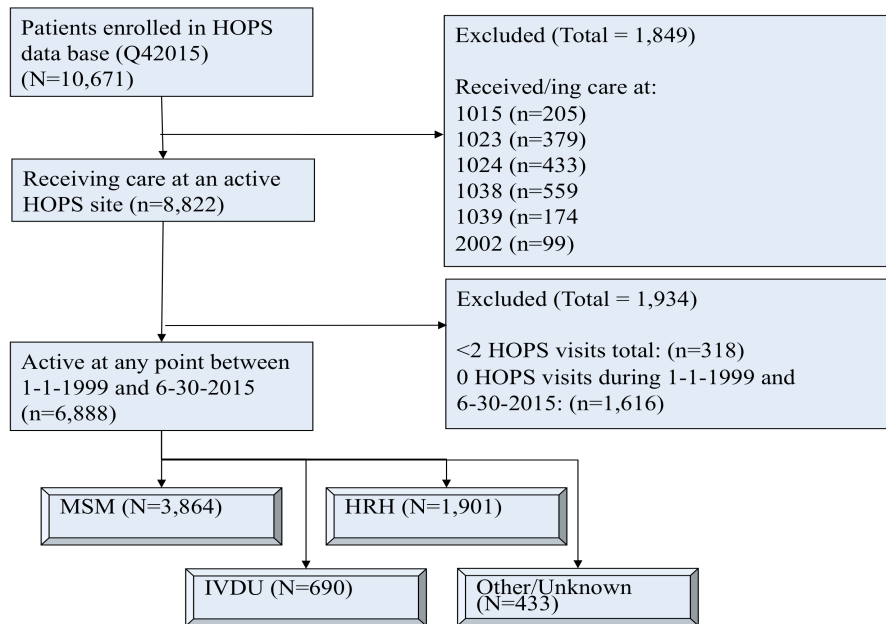 Patients enrolled in HOPS
data base (Q42015)
(N=10,671)
Excluded (Total = 1,849)
Received/ing care at:
1015 (n=205)
1023 (n=379)
1024 (n=433)
1038 (n=559
1039 (n=174
2002 (n=99)
Receiving care at an active
HOPS site (n=8,822)
Excluded (Total = 1,934)
<2 HOPS visits total: (n=318)
0 HOPS visits during 1-1-1999 and
6-30-2015: (n=1,616)
Active at any point between
1-1-1999 and 6-30-2015
(n=6,888)
MSM (N=3,864)
HRH (N=1,901)
IVDU (N=690)
Other/Unknown
(N=433)